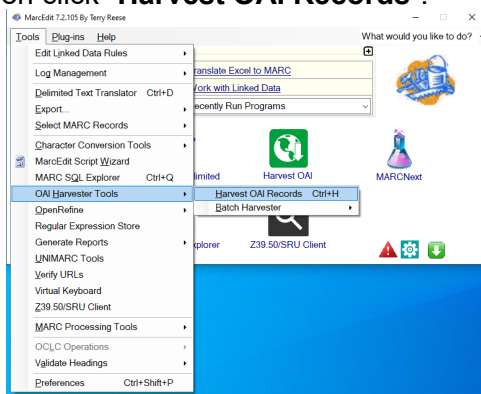 click "Harvest OAI Records".
MarcEdit 7.2.105 By Terry Reese
Tools Plug-ins Help What would you like to do?
Edit Linked Data Rules
Log Management
ranslate Excel to MARC
Delimited Text Translator Ctrl+D
ork with Linked Data
Export...
ecently Run Programs
Select MARC Records
Character Conversion Tools
MarcEdit Script Wizard
MARC SQL Explorer Ctrl+Q
limited Harvest OAI MARCNext
OAI Harvester Tools
Harvest OAI Records Ctrl+H
OpenRefine
Batch Harvester
Regular Expression Store
Generate Reports
xplorer Z39.50/SRU Client
UNIMARC Tools
Verify URLs
Virtual Keyboard
Z39.50/SRU Client
MARC Processing Tools
OCLC Operations
Validate Headings
Preferences Ctrl+Shift+P